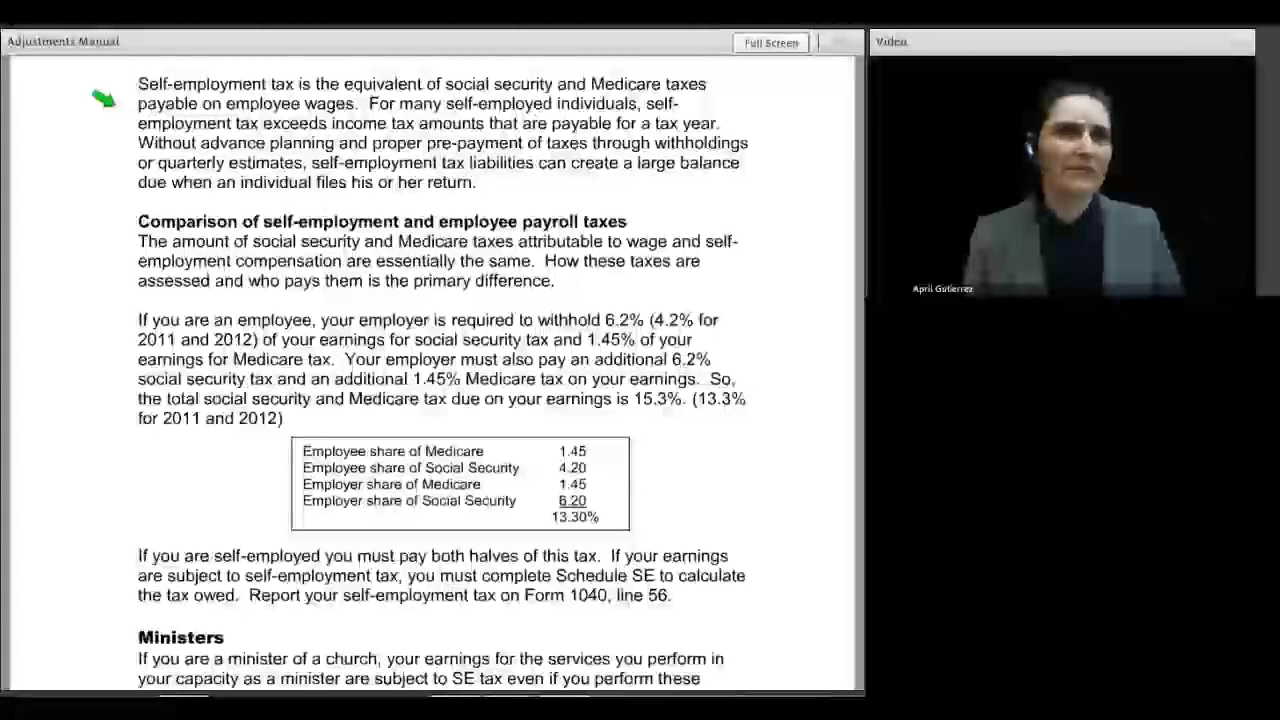 Adjustments Manual
Full Screen
Video
Self-employment tax is the equivalent of social security and Medicare taxes
payable on employee wages. For many self-employed individuals, self-
employment tax exceeds income tax amounts that are payable for a tax year.
Without advance planning and proper pre-payment of taxes through withholdings
or quarterly estimates, self-employment tax liabilities can create a large balance
due when an individual files his or her return.
Comparison of self-employment and employee payroll taxes
The amount of social security and Medicare taxes attributable to wage and self-
employment compensation are essentially the same. How these taxes are
assessed and who pays them is the primary difference.
If you are an employee, your employer is required to withhold 6.2% (4.2% for
2011 and 2012) of your earnings for social security tax and 1.45% of your
earnings for Medicare tax. Your employer must also pay an additional 6.2%
social security tax and an additional 1.45% Medicare tax on your earnings. So,
the total social security and Medicare tax due on your earnings is 15.3%. (13.3%
for 2011 and 2012)
Employee share of Medicare 1.45
Employee share of Social Security 4.20
Employer share of Medicare 1.45
Employer share of Social Security 6.20
13.30%
If you are self-employed you must pay both halves of this tax. If your earnings
are subject to self-employment tax, you must complete Schedule SE to calculate
the tax owed. Report your self-employment tax on Form 1040, line 56.
Ministers
If you are a minister of a church, your earnings for the services you perform in
your capacity as a minister are subject to SE tax even if you perform these
April Gutierrez